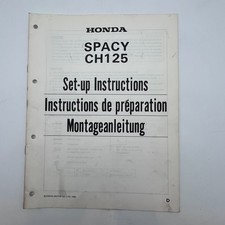 HONDA
SPACY
CH125
Set-up Instructions
Instructions de préparation
Montageanleitung